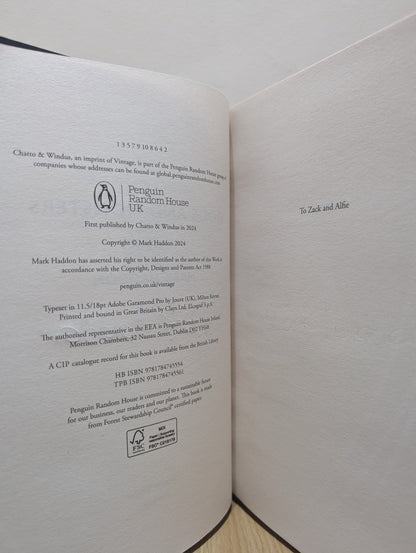 1 3 5 7 9 10 8 6 4 2
Chatto & Windus, an imprint of Vintage, is part of the Penguin Random House group of
companies whose addresses can be found at global.penguinrandomhouse.com
Penguin
Random House
UK
First published by Chatto & Windus in 2024
Copyright © Mark Haddon 2024
Mark Haddon has asserted his right to be identified as the author of this Work in
accordance with the Copyright, Designs and Patents Act 1988
penguin.co.uk/vintage
Typeset in 11.5/18pt Adobe Garamond Pro by Jouve (UK), Milton Keynes
Printed and bound in Great Britain by Clays Ltd, Elcograf S.p.A.
The authorised representative in the EEA is Penguin Random House Ireland,
Morrison Chambers, 32 Nassau Street, Dublin D02 YH68
A CIP catalogue record for this book is available from the British Library
HB ISBN 9781784745554
TPB ISBN 9781784745561
Penguin Random House is committed to a sustainable future
for our business, our readers and our planet. This book is made
from Forest Stewardship Council® certified paper.
FSC
MIX
Paper | Supporting
responsible forestry
FSC® C018179
To Zack and Alfie